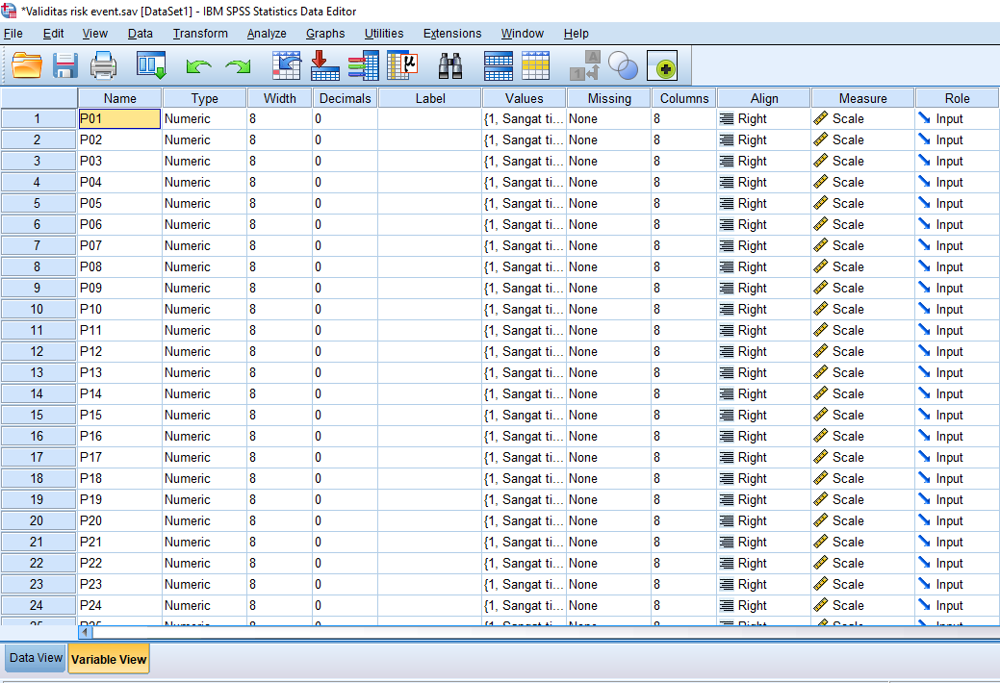 *Validitas risk event.sav [DataSet1] - IBM SPSS Statistics Data Editor
File Edit View Data Transform Analyze Graphs Utilities Extensions Window Help
Name Type Width Decimals Label Values Missing Columns Align Measure Role
1 P01 Numeric 8 0 {1, Sangat ti... None 8 Right Scale Input
2 P02 Numeric 8 0 {1, Sangat ti... None 8 Right Scale Input
3 P03 Numeric 8 0 {1, Sangat ti... None 8 Right Scale Input
4 P04 Numeric 8 0 {1, Sangat ti... None 8 Right Scale Input
5 P05 Numeric 8 0 {1, Sangat ti... None 8 Right Scale Input
6 P06 Numeric 8 0 {1, Sangat ti... None 8 Right Scale Input
7 P07 Numeric 8 0 {1, Sangat ti... None 8 Right Scale Input
8 P08 Numeric 8 0 {1, Sangat ti... None 8 Right Scale Input
9 P09 Numeric 8 0 {1, Sangat ti... None 8 Right Scale Input
10 P10 Numeric 8 0 {1, Sangat ti... None 8 Right Scale Input
11 P11 Numeric 8 0 {1, Sangat ti... None 8 Right Scale Input
12 P12 Numeric 8 0 {1, Sangat ti... None 8 Right Scale Input
13 P13 Numeric 8 0 {1, Sangat ti... None 8 Right Scale Input
14 P14 Numeric 8 0 {1, Sangat ti... None 8 Right Scale Input
15 P15 Numeric 8 0 {1, Sangat ti... None 8 Right Scale Input
16 P16 Numeric 8 0 {1, Sangat ti... None 8 Right Scale Input
17 P17 Numeric 8 0 {1, Sangat ti... None 8 Right Scale Input
18 P18 Numeric 8 0 {1, Sangat ti... None 8 Right Scale Input
19 P19 Numeric 8 0 {1, Sangat ti... None 8 Right Scale Input
20 P20 Numeric 8 0 {1, Sangat ti... None 8 Right Scale Input
21 P21 Numeric 8 0 {1, Sangat ti... None 8 Right Scale Input
22 P22 Numeric 8 0 {1, Sangat ti... None 8 Right Scale Input
23 P23 Numeric 8 0 {1, Sangat ti... None 8 Right Scale Input
24 P24 Numeric 8 0 {1, Sangat ti... None 8 Right Scale Input
Data View Variable View